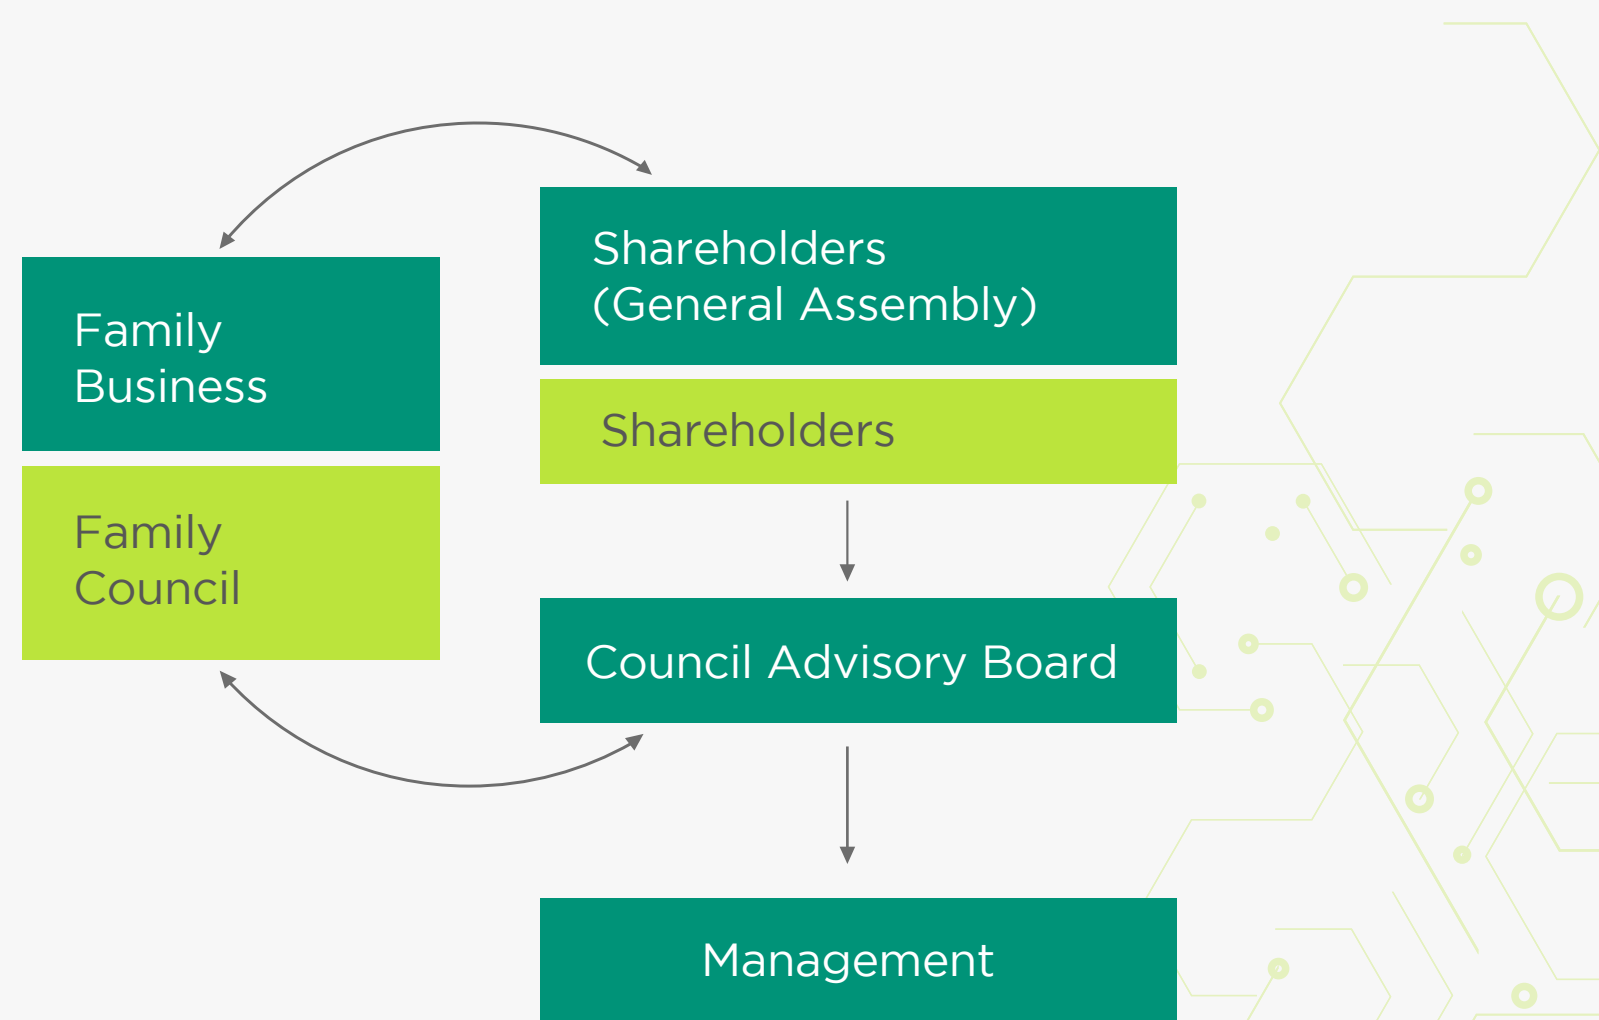 Family
Business
Family
Council
Shareholders
(General Assembly)
Shareholders
Council Advisory Board
Management